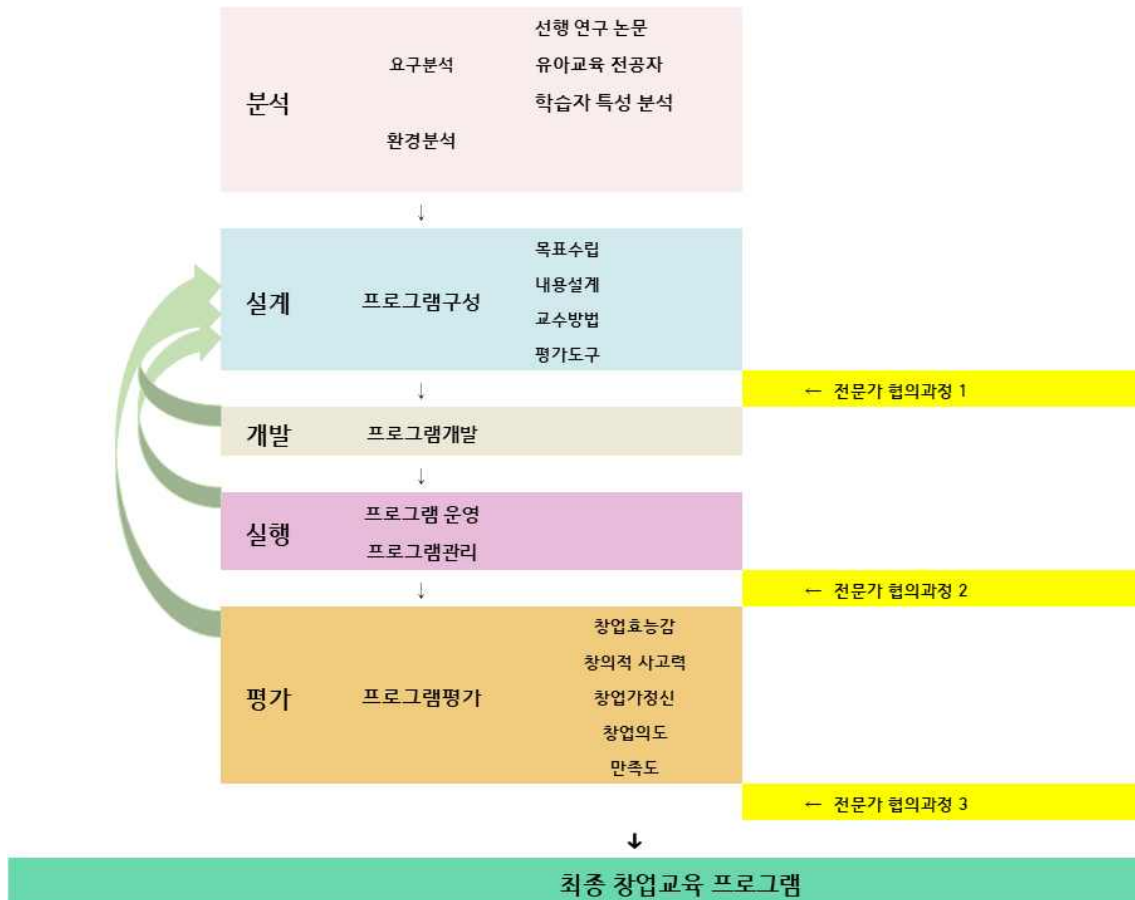 분석
요구분석
선행 연구 논문
유아교육 전공자
학습자 특성 분석
환경분석
↓
설계
프로그램구성
목표수립
내용설계
교수방법
평가도구
↓
← 전문가 협의과정 1
개발
프로그램개발
↓
실행
프로그램 운영
프로그램관리
↓
← 전문가 협의과정 2
평가
프로그램평가
창업효능감
창의적 사고력
창업가정신
창업의도
만족도
← 전문가 협의과정 3
↓
최종 창업교육 프로그램